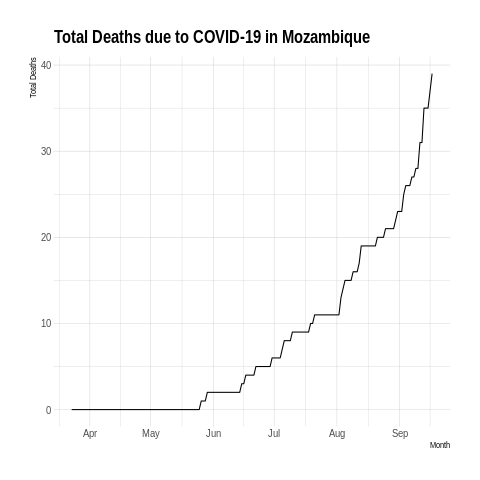 Total Deaths due to COVID-19 in Mozambique
Total Deaths
40
30
20
10
0
Apr May Jun Jul Aug Sep
Month